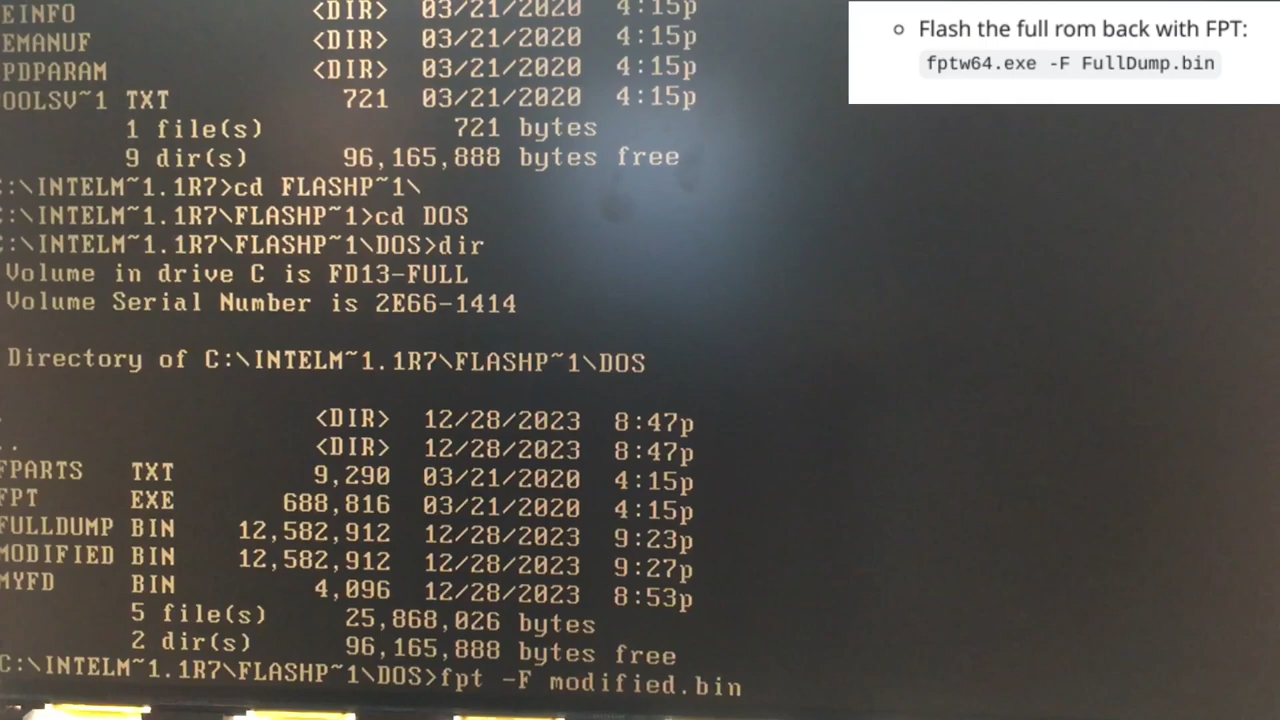 EINFO <DIR> 03/21/2020 4:15p
EMANUF <DIR> 03/21/2020 4:15p
PDPARAM <DIR> 03/21/2020 4:15p
OOLSV~1 TXT 721 03/21/2020 4:15p
1 file(s) 721 bytes
9 dir(s) 96,165,888 bytes free
:\INTELM~1.1R7>cd FLASHP~1\
:\INTELM~1.1R7\FLASHP~1>cd DOS
:\INTELM~1.1R7\FLASHP~1\DOS>dir
Volume in drive C is FD13-FULL
Volume Serial Number is 2E66-1414
Directory of C:\INTELM~1.1R7\FLASHP~1\DOS
. <DIR> 12/28/2023 8:47p
.. <DIR> 12/28/2023 8:47p
FPARTS TXT 9,290 03/21/2020 4:15p
FPT EXE 688,816 03/21/2020 4:15p
FULLDUMP BIN 12,582,912 12/28/2023 9:23p
MODIFIED BIN 12,582,912 12/28/2023 9:27p
MYFD BIN 4,096 12/28/2023 8:53p
5 file(s) 25,868,026 bytes
2 dir(s) 96,165,888 bytes free
C:\INTELM~1.1R7\FLASHP~1\DOS>fpt -F modified.bin
Flash the full rom back with FPT:
fptw64.exe -F FullDump.bin